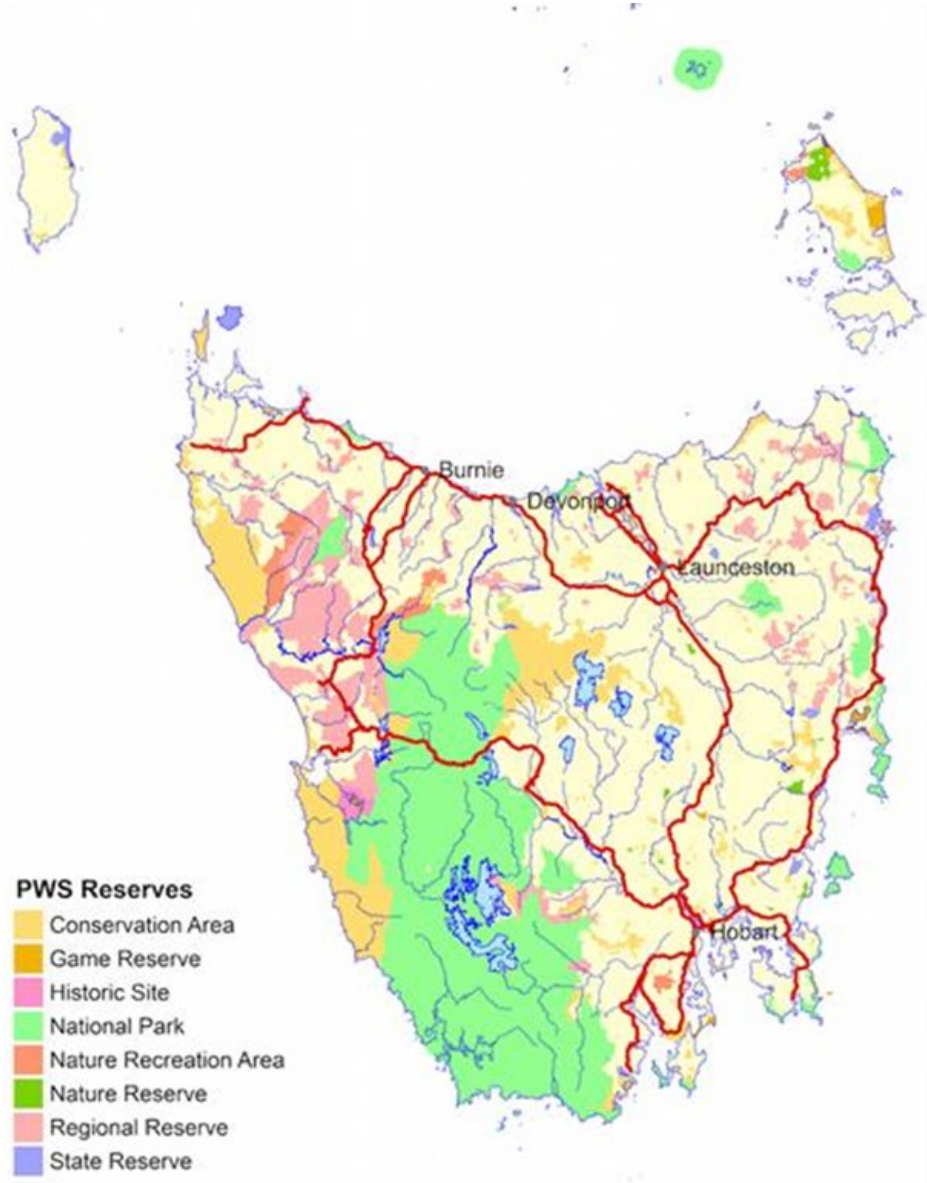 Burnie
Devonport
Launceston
Hobart
PWS Reserves
Conservation Area
Game Reserve
Historic Site
National Park
Nature Recreation Area
Nature Reserve
Regional Reserve
State Reserve